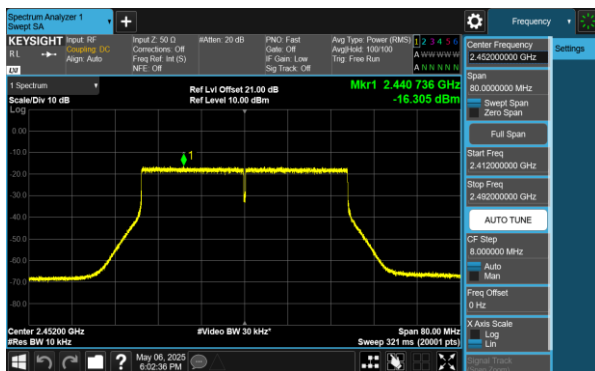 Spectrum Analyzer 1
Swept SA
Frequency
KEYSIGHT
RL
LW
Input: RF
Coupling: DC
Align: Auto
Input Z: 50 Ω
Corrections: Off
Freq Ref: Int (S)
NFE: Off
#Atten: 20 dB
PNO: Fast
Gate: Off
IF Gain: Low
Sig Track: Off
Avg Type: Power (RMS)
Avg|Hold: 100/100
Trig: Free Run
1 2 3 4 5 6
A W W W W W
A N N N N N
1 Spectrum
Scale/Div 10 dB
Log
Ref Lvl Offset 21.00 dB
Ref Level 10.00 dBm
Mkr1 2.440 736 GHz
-16.305 dBm
0.00
-10.0
-20.0
-30.0
-40.0
-50.0
-60.0
-70.0
-80.0
1
Center 2.45200 GHz
#Res BW 10 kHz
#Video BW 30 kHz*
Span 80.00 MHz
Sweep 321 ms (20001 pts)
May 06, 2025
6:02:36 PM
Center Frequency
2.452000000 GHz
Settings
Span
80.0000000 MHz
Swept Span
Zero Span
Full Span
Start Freq
2.412000000 GHz
Stop Freq
2.492000000 GHz
AUTO TUNE
CF Step
8.000000 MHz
Auto
Man
Freq Offset
0 Hz
X Axis Scale
Log
Lin
Signal Track